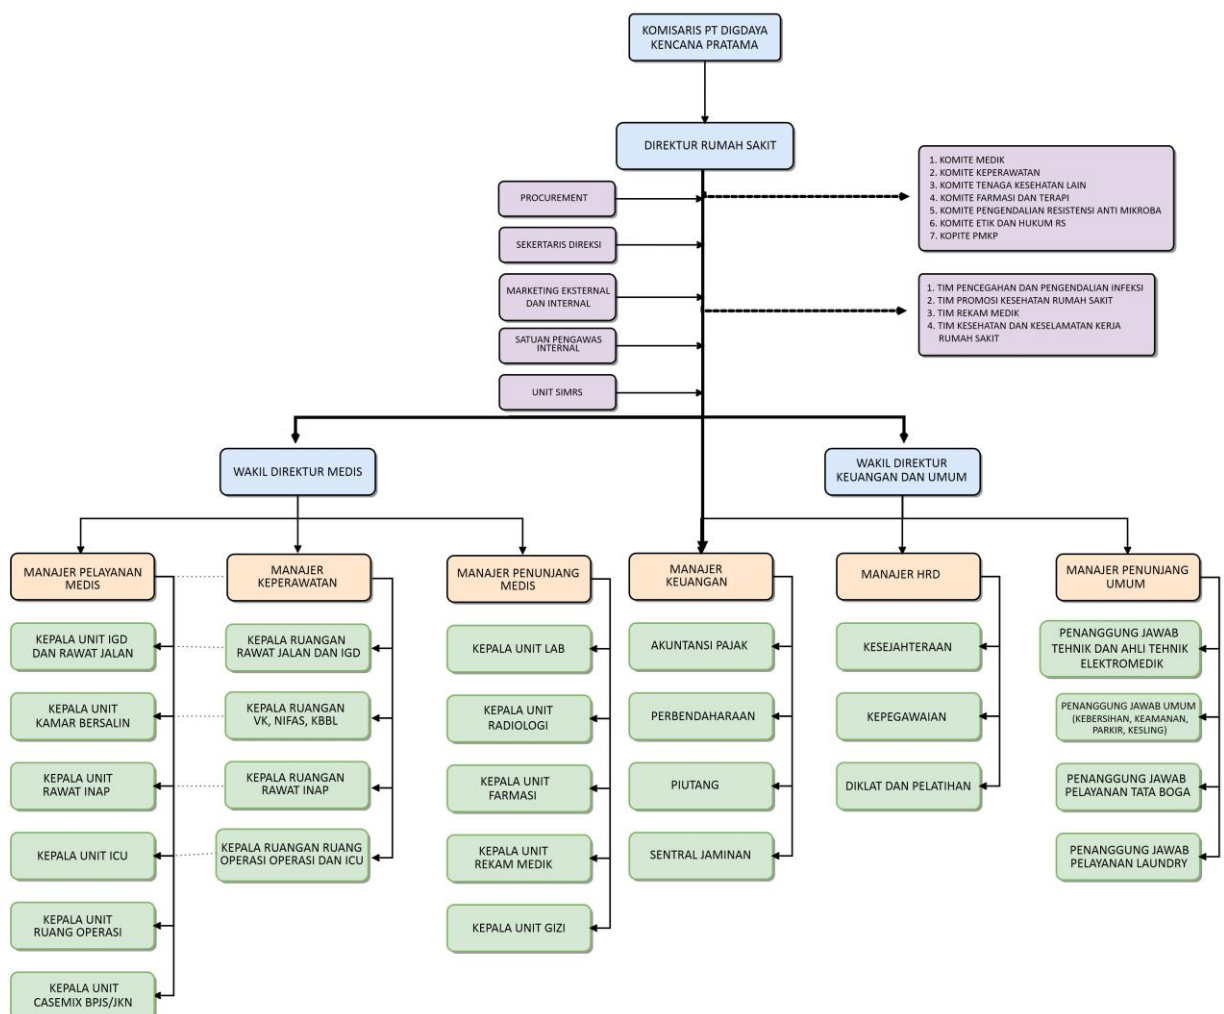 KOMISARIS PT DIGDAYA
KENCANA PRATAMA
DIREKTUR RUMAH SAKIT
PROCUREMENT
SEKERTARIS DIREKSI
MARKETING EKSTERNAL
DAN INTERNAL
SATUAN PENGAWAS
INTERNAL
UNIT SIMRS
1. KOMITE MEDIK
2. KOMITE KEPERAWATAN
3. KOMITE TENAGA KESEHATAN LAIN
4. KOMITE FARMASI DAN TERAPI
5. KOMITE PENGENDALIAN RESISTENSI ANTI MIKROBA
6. KOMITE ETIK DAN HUKUM RS
7. KOPITE PMKP
1. TIM PENCEGAHAN DAN PENGENDALIAN INFEKSI
2. TIM PROMOSI KESEHATAN RUMAH SAKIT
3. TIM REKAM MEDIK
4. TIM KESEHATAN DAN KESELAMATAN KERJA
RUMAH SAKIT
WAKIL DIREKTUR MEDIS
WAKIL DIREKTUR
KEUANGAN DAN UMUM
MANAJER PELAYANAN
MEDIS
KEPALA UNIT IGD
DAN RAWAT JALAN
KEPALA UNIT
KAMAR BERSALIN
KEPALA UNIT
RAWAT INAP
KEPALA UNIT ICU
KEPALA UNIT
RUANG OPERASI
KEPALA UNIT
CASEMIX BPJS/JKN
MANAJER
KEPERAWATAN
KEPALA RUANGAN
RAWAT JALAN DAN IGD
KEPALA RUANGAN
VK, NIFAS, KBBL
KEPALA RUANGAN
RAWAT INAP
KEPALA RUANGAN RUANG
OPERASI OPERASI DAN ICU
MANAJER PENUNJANG
MEDIS
KEPALA UNIT LAB
KEPALA UNIT
RADIOLOGI
KEPALA UNIT
FARMASI
KEPALA UNIT
REKAM MEDIK
KEPALA UNIT GIZI
MANAJER
KEUANGAN
AKUNTANSI PAJAK
PERBENDAHARAAN
PIUTANG
SENTRAL JAMINAN
MANAJER HRD
KESEJAHTERAAN
KEPEGAWAIAN
DIKLAT DAN PELATIHAN
MANAJER PENUNJANG
UMUM
PENANGGUNG JAWAB
TEHNIK DAN AHLI TEHNIK
ELEKTROMEDIK
PENANGGUNG JAWAB UMUM
(KEBERSIHAN, KEAMANAN,
PARKIR, KESLING)
PENANGGUNG JAWAB
PELAYANAN TATA BOGA
PENANGGUNG JAWAB
PELAYANAN LAUNDRY